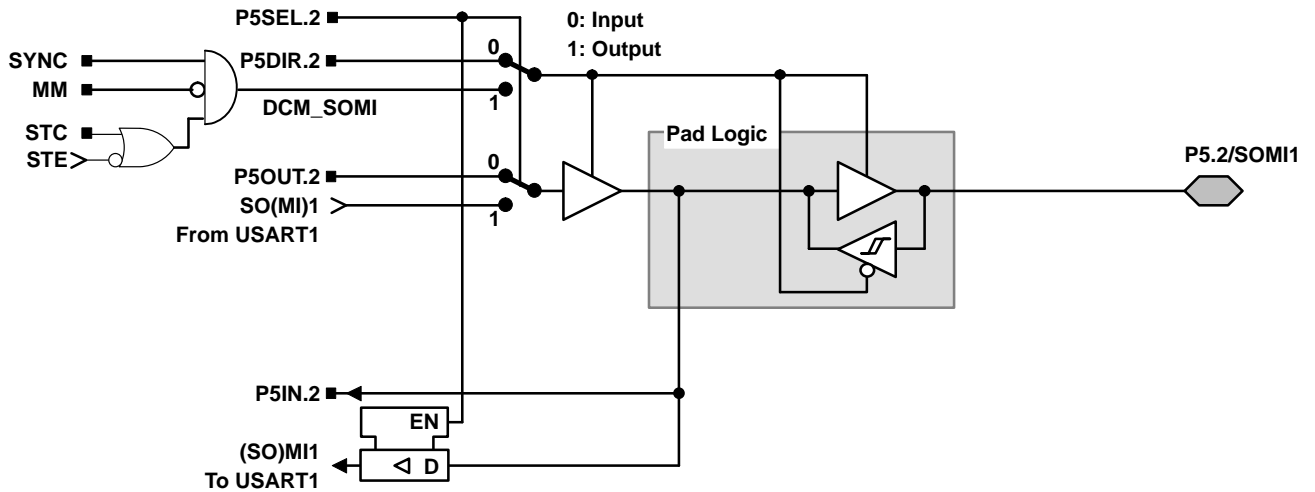 P5SEL.2
0: Input
1: Output
SYNC
MM
STC
STE
P5DIR.2
0
1
DCM_SOMI
Pad Logic
P5.2/SOMI1
P5OUT.2
0
SO(MI)1
1
From USART1
P5IN.2
EN
(SO)MI1
D
To USART1